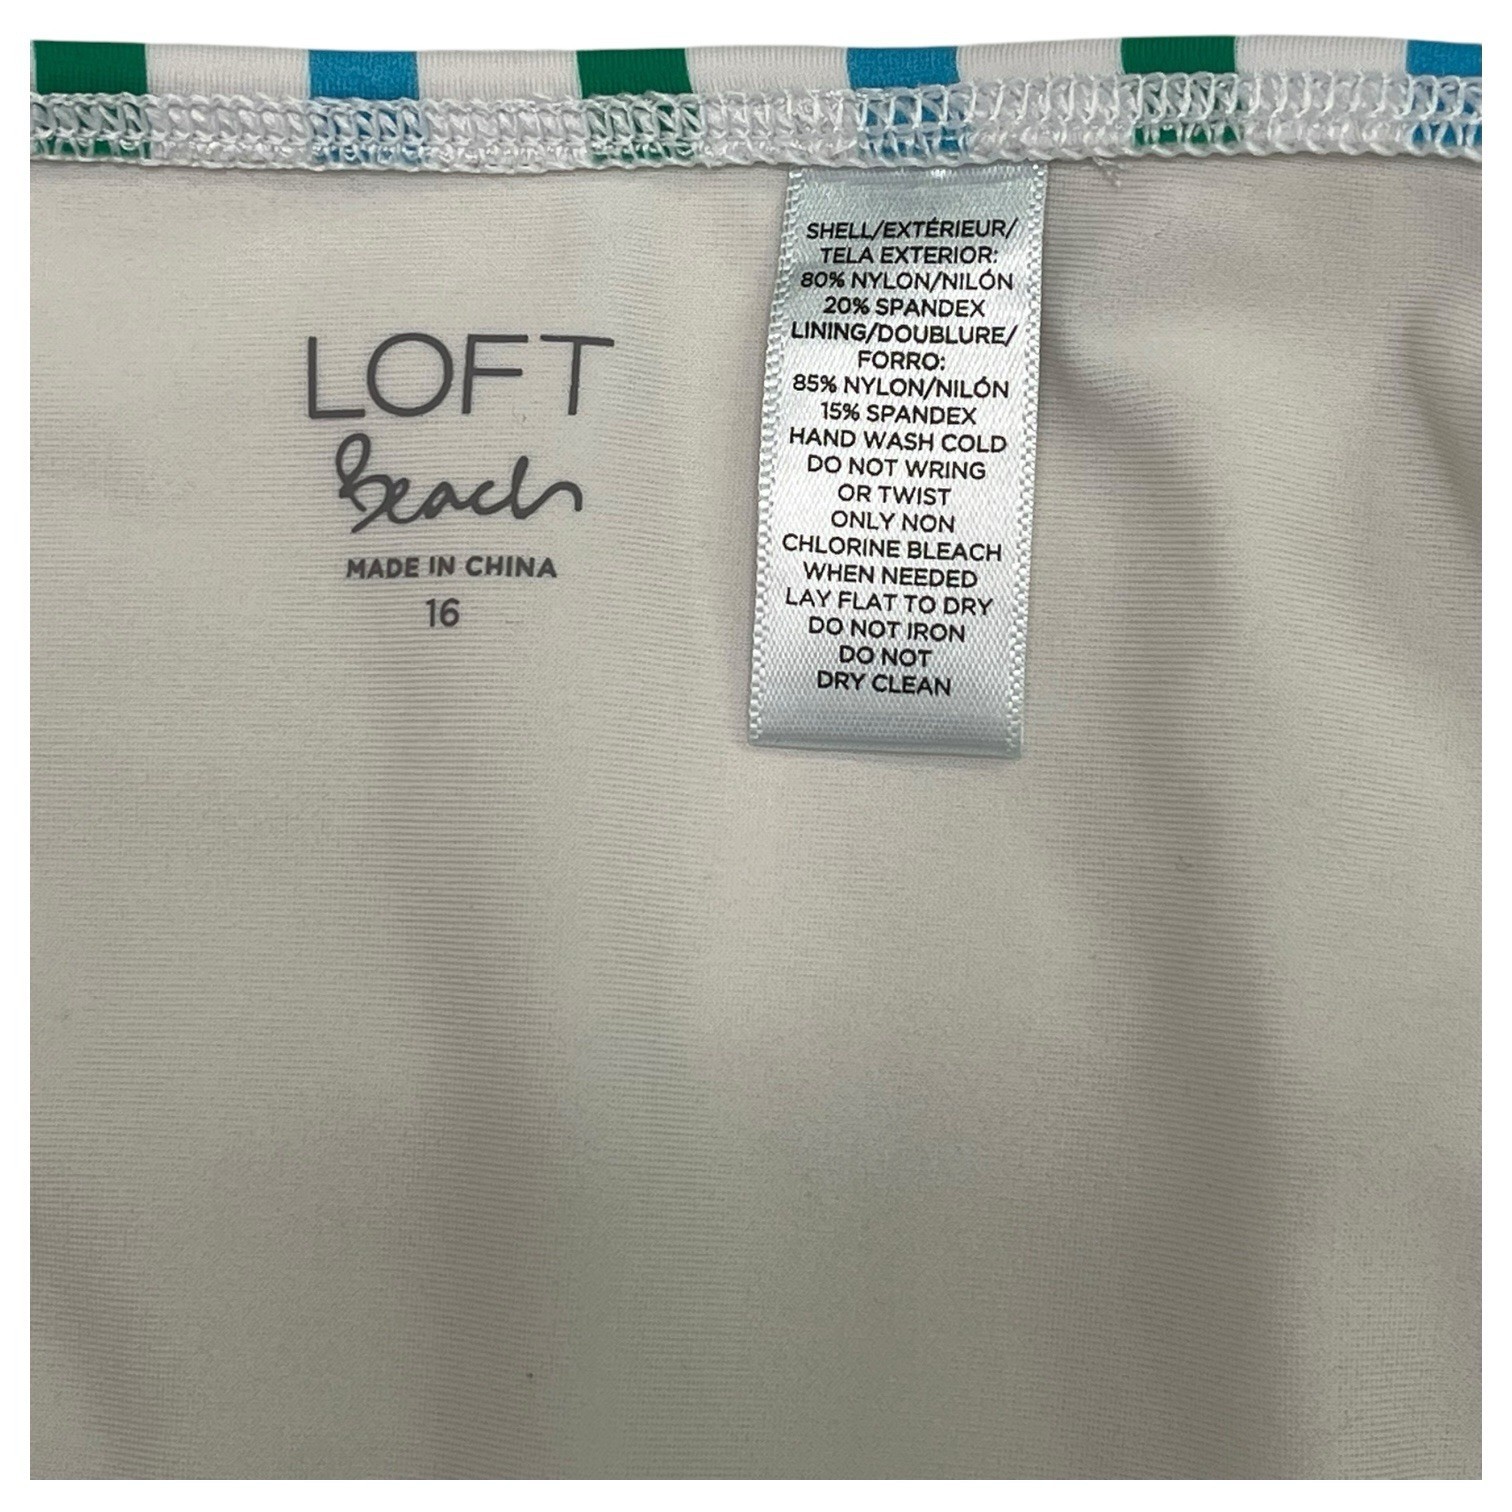 LOFT
Beach
MADE IN CHINA
16
SHELL/EXTÉRIEUR/
TELA EXTERIOR:
80% NYLON/NILÓN
20% SPANDEX
LINING/DOUBLURE/
FORRO:
85% NYLON/NILÓN
15% SPANDEX
HAND WASH COLD
DO NOT WRING
OR TWIST
ONLY NON
CHLORINE BLEACH
WHEN NEEDED
LAY FLAT TO DRY
DO NOT IRON
DO NOT
DRY CLEAN